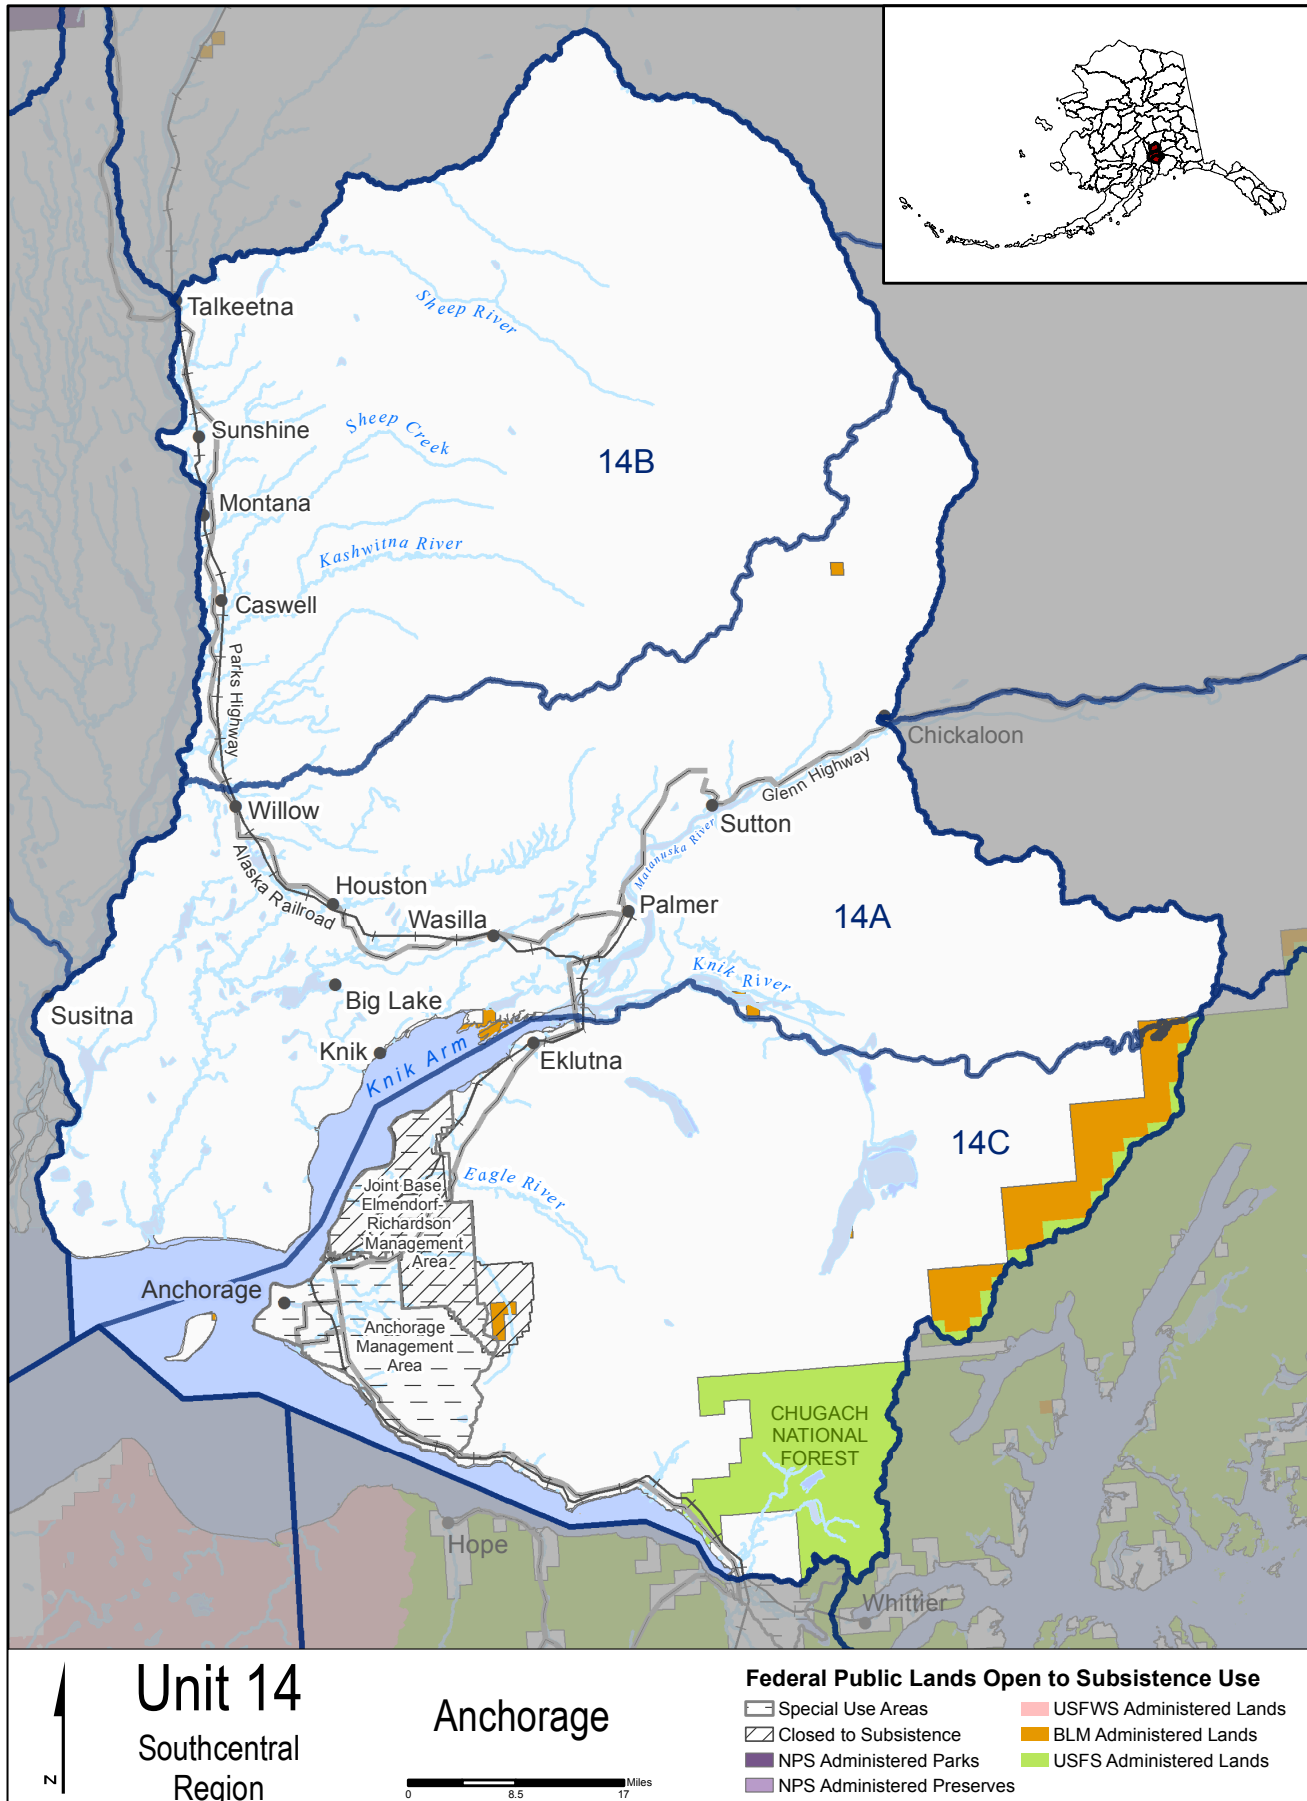 Talkeetna
Sheep River
Sunshine
Sheep Creek
14B
Montana
Kashwitna River
Caswell
Parks Highway
Chickaloon
Glenn Highway
Willow
Sutton
Matanuska River
Alaska Railroad
Houston
Wasilla
Palmer
14A
Knik River
Big Lake
Susitna
Knik
Knik Arm
Eklutna
14C
Eagle River
Joint Base
Elmendorf-
Richardson
Management
Area
Anchorage
Anchorage
Management
Area
CHUGACH
NATIONAL
FOREST
Hope
Whittier
N
Unit 14
Southcentral
Region
Anchorage
Miles
0 8.5 17
Federal Public Lands Open to Subsistence Use
Special Use Areas
Closed to Subsistence
NPS Administered Parks
NPS Administered Preserves
USFWS Administered Lands
BLM Administered Lands
USFS Administered Lands